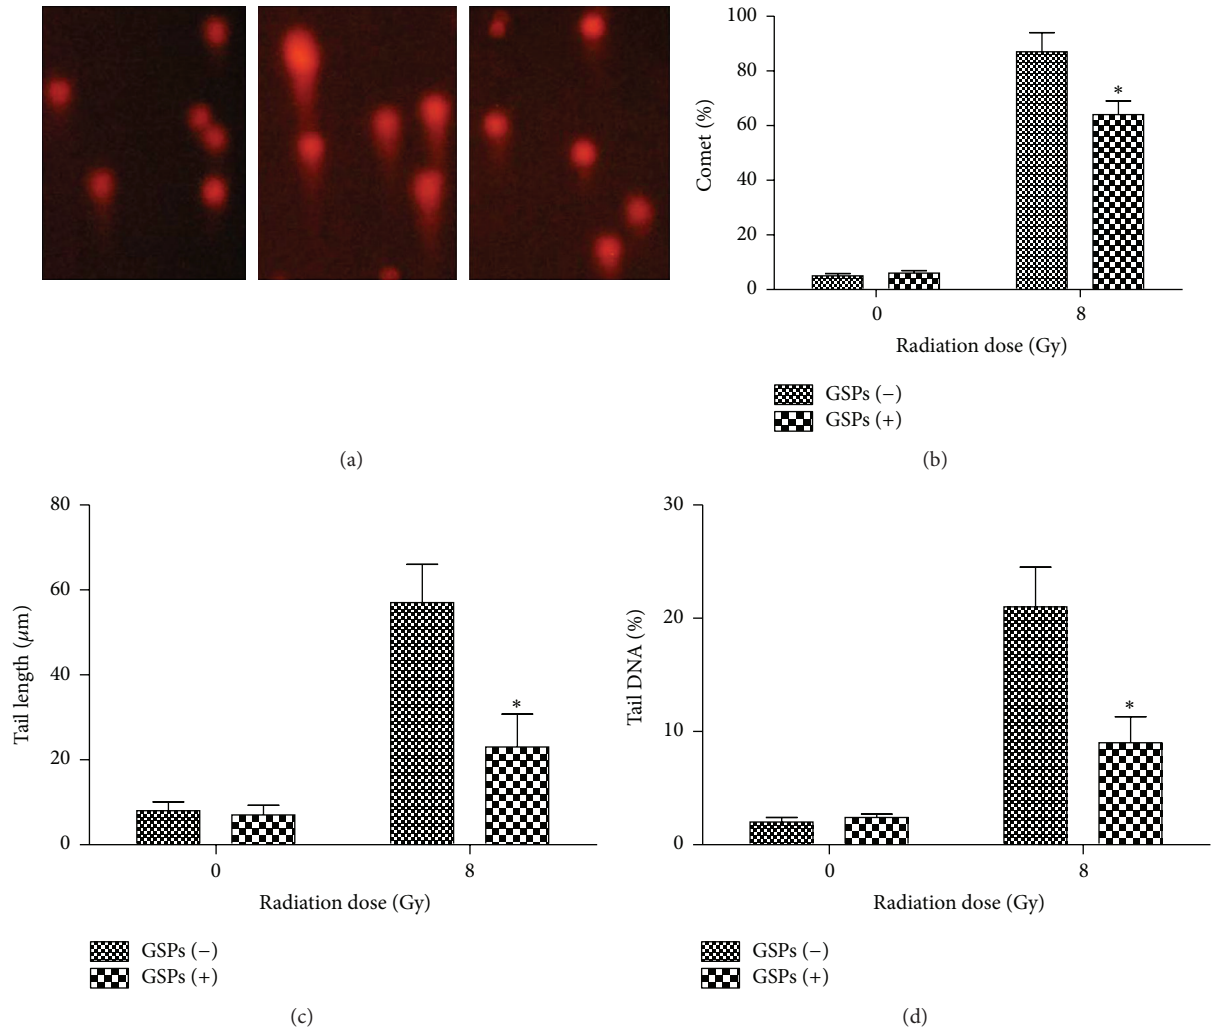 100
80
60
40
20
0
Comet (%)
*
0 8
Radiation dose (Gy)
GSPs (−)
GSPs (+)
(a)
(b)
80
60
40
20
0
Tail length (μm)
*
0 8
Radiation dose (Gy)
GSPs (−)
GSPs (+)
(c)
30
20
10
0
Tail DNA (%)
*
0 8
Radiation dose (Gy)
GSPs (−)
GSPs (+)
(d)